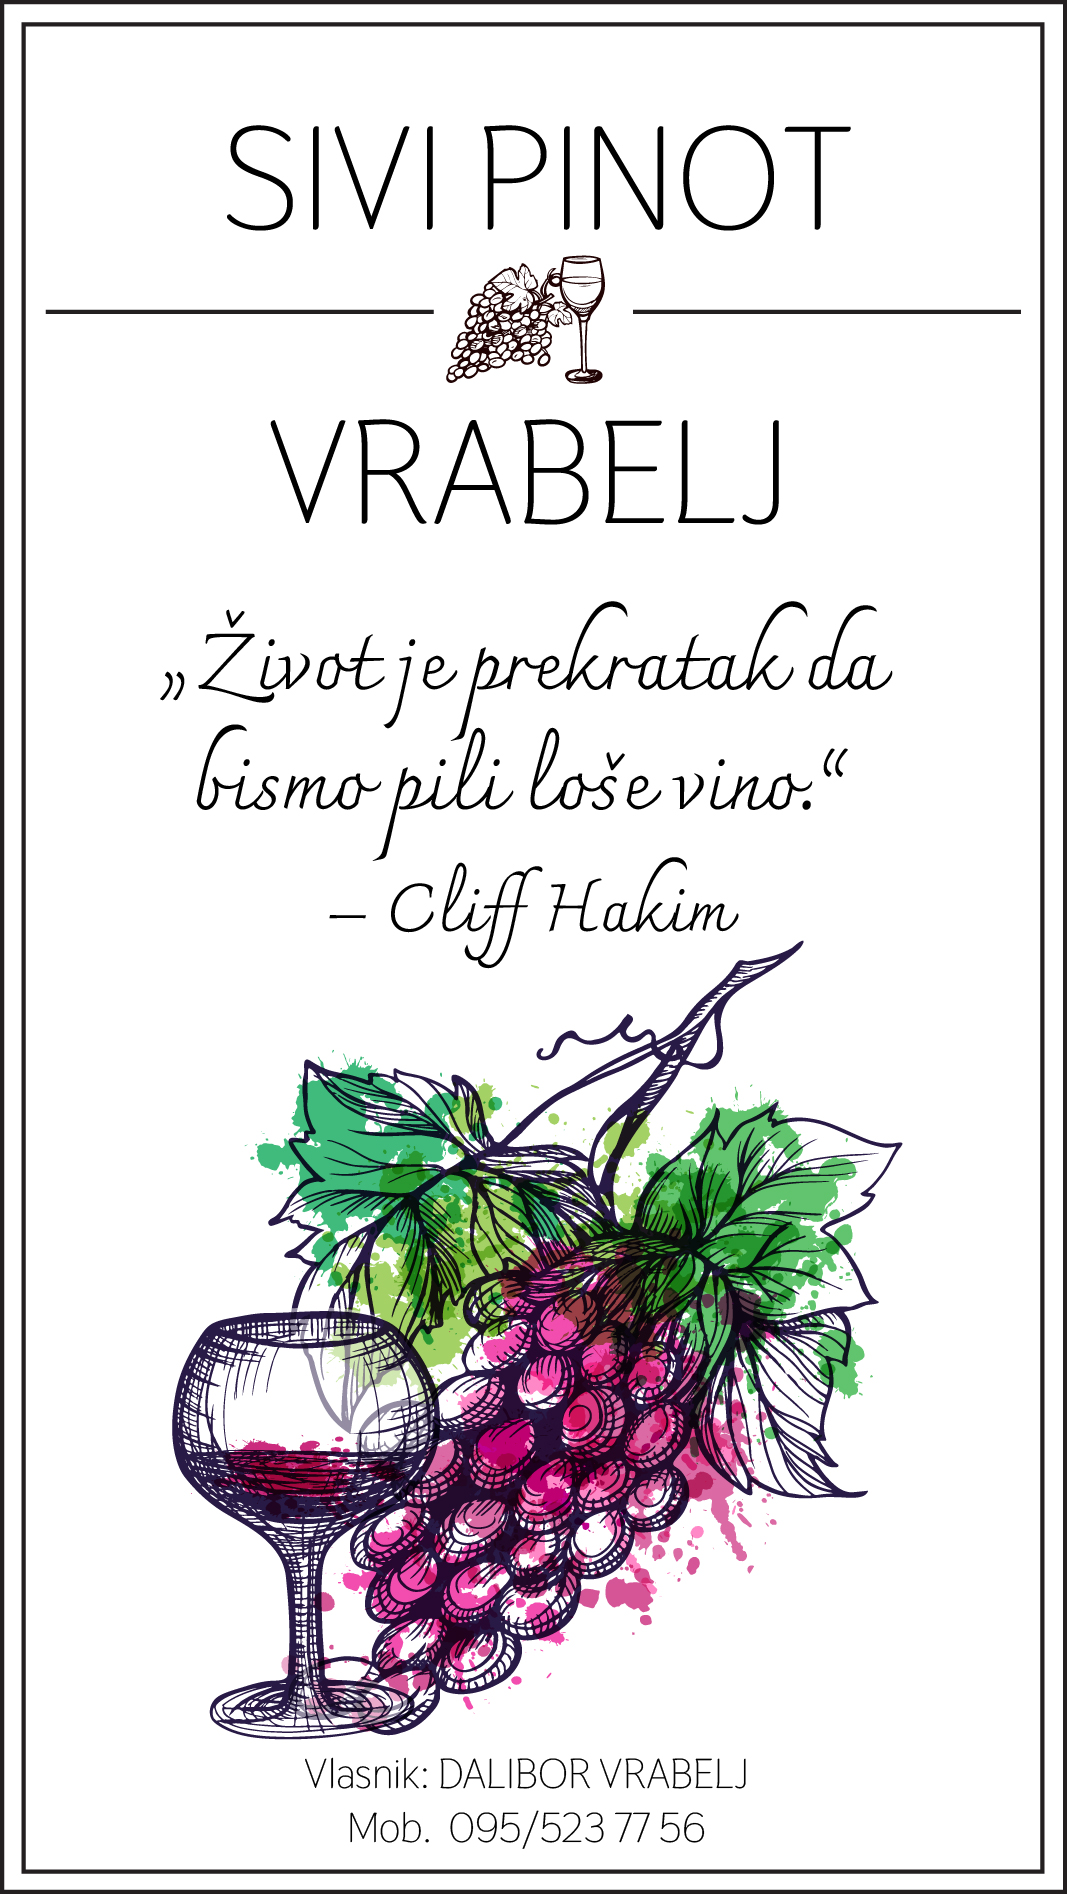 SIVI PINOT
VRABELJ
„Život je prekratak da
bismo pili loše vino.“
– Cliff Hakim
Vlasnik: DALIBOR VRABELJ
Mob. 095/523 77 56